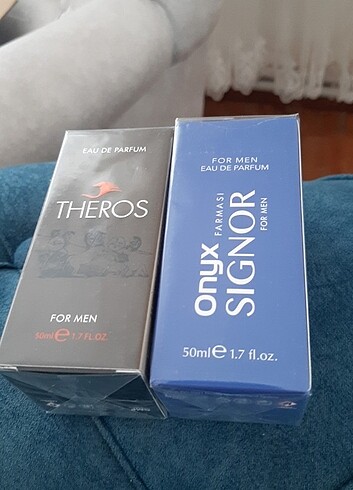 EAU DE PARFUM
THEROS
FOR MEN
50ml e 1.7 FL.OZ.
FOR MEN
EAU DE PARFUM
onyx
FARMASI
SIGNOR
FOR MEN
50ml e 1.7 fl.oz.